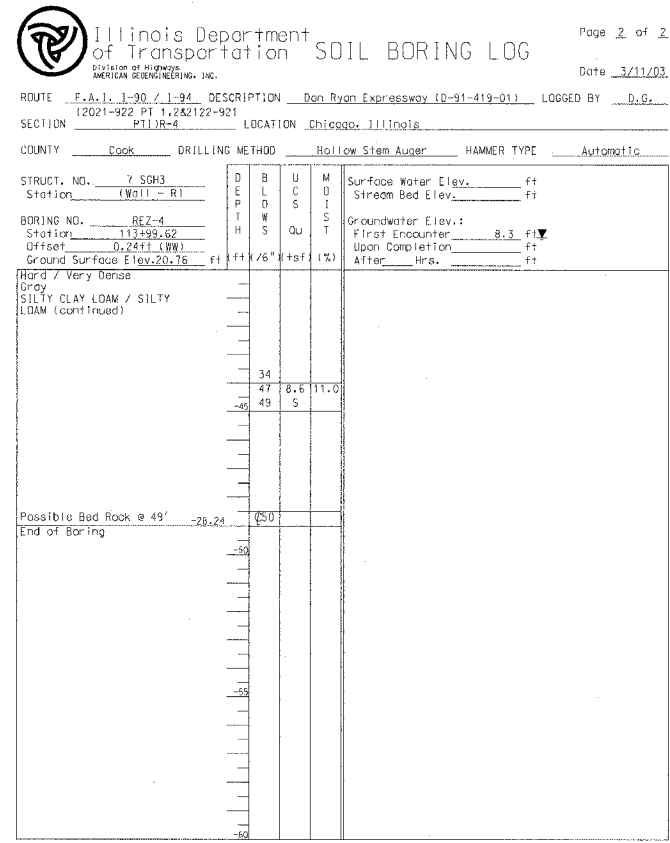 Illinois Department
of Transportation
Division of Highways
AMERICAN GEOENGINEERING, INC.
SOIL BORING LOG
Page 2 of 2
Date 3/11/03
ROUTE F.A.I. I-90 / I-94 DESCRIPTION Dan Ryan Expressway (D-91-419-01) LOGGED BY D.G.
(2021-922 PT 1,2&2122-921
SECTION PT1)R-4 LOCATION Chicago, Illinois
COUNTY Cook DRILLING METHOD Hollow Stem Auger HAMMER TYPE Automatic
STRUCT. NO. 7 SGH3
Station (Wall - R)
BORING NO. REZ-4
Station 113+99.62
Offset 0.24ft (WW)
Ground Surface Elev. 20.76 ft
DEPTH (ft)
BLOWS (/6")
UCS Qu (tsf)
MOIST (%)
Surface Water Elev. ft
Stream Bed Elev. ft
Groundwater Elev.:
First Encounter 8.3 ft
Upon Completion ft
After Hrs. ft
Hard / Very Dense
Gray
SILTY CLAY LOAM / SILTY
LOAM (continued)
34
47 8.6 11.0
-45 49 S
Possible Bed Rock @ 49' -28.24 50
End of Boring
-50
-55
-60